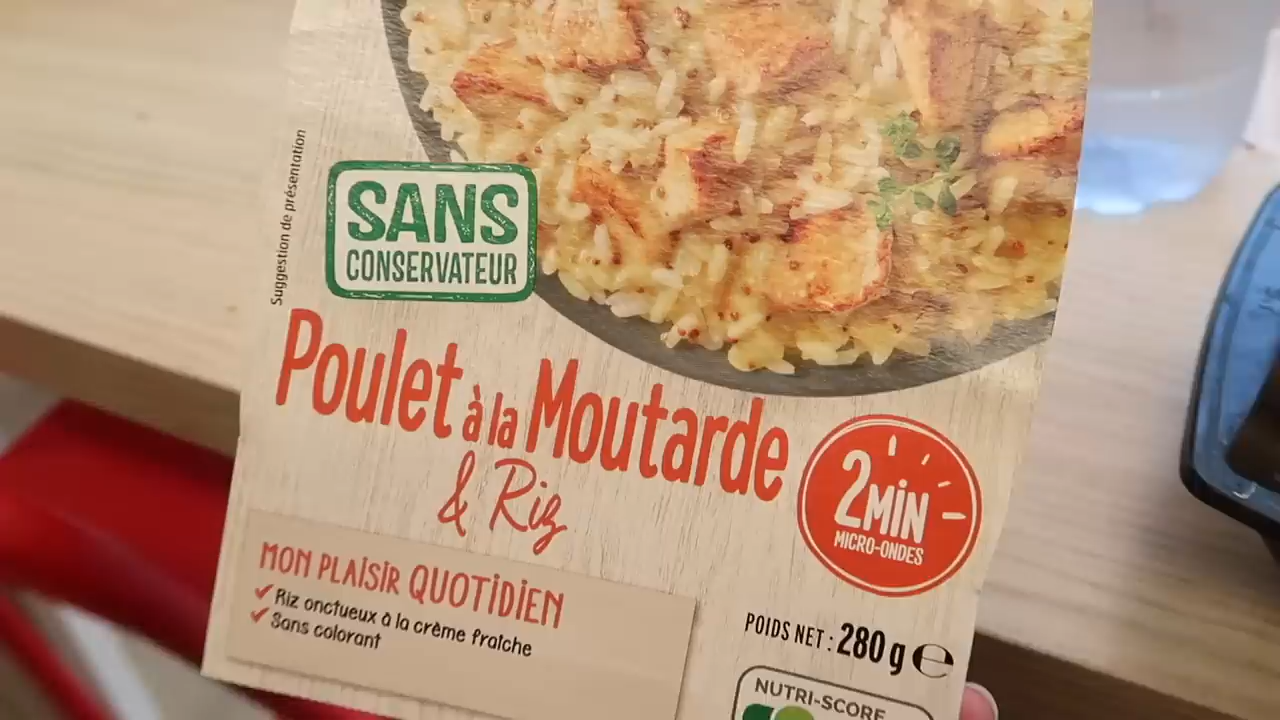 Suggestion de présentation
SANS
CONSERVATEUR
Poulet à la Moutarde
& Riz
2 MiN
MICRO-ONDES
MON PLAiSiR QUOTiDiEN
✓ Riz onctueux à la crème fraîche
✓ Sans colorant
POIDS NET : 280 g ℮
NUTRI-SCORE